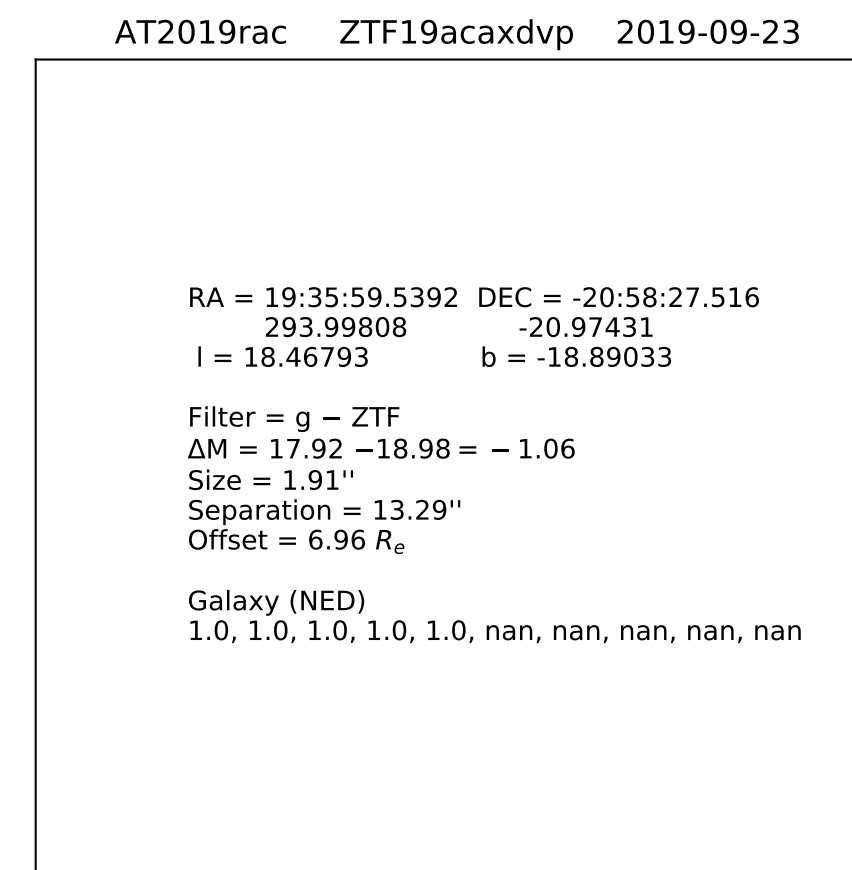 AT2019rac ZTF19acaxdvp 2019-09-23
RA = 19:35:59.5392 DEC = -20:58:27.516
293.99808 -20.97431
l = 18.46793 b = -18.89033
Filter = g − ZTF
ΔM = 17.92 −18.98 = − 1.06
Size = 1.91''
Separation = 13.29''
Offset = 6.96 Re
Galaxy (NED)
1.0, 1.0, 1.0, 1.0, 1.0, nan, nan, nan, nan, nan